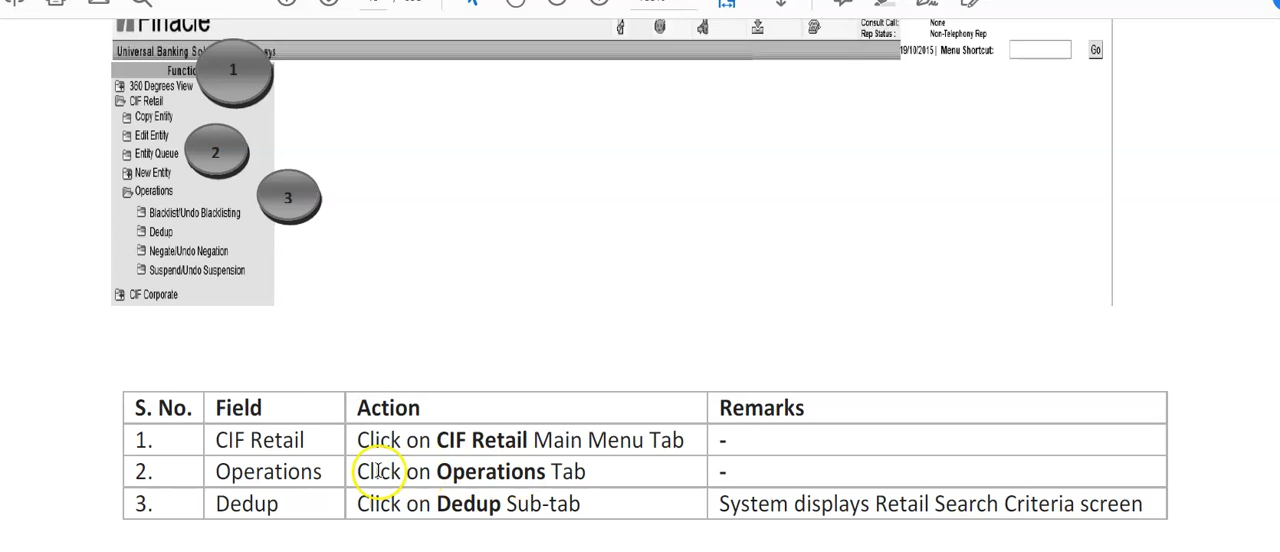 Finacle
Consult Call: None
Rep Status : Non-Telephony Rep
Universal Banking
19/10/2015 | Menu Shortcut: Go
1
360 Degrees View
CIF Retail
Copy Entity
Edit Entity
Entity Queue
2
New Entity
Operations
3
Blacklist/Undo Blacklisting
Dedup
Negate/Undo Negation
Suspend/Undo Suspension
CIF Corporate
S. No. Field Action Remarks
1. CIF Retail Click on CIF Retail Main Menu Tab -
2. Operations Click on Operations Tab -
3. Dedup Click on Dedup Sub-tab System displays Retail Search Criteria screen